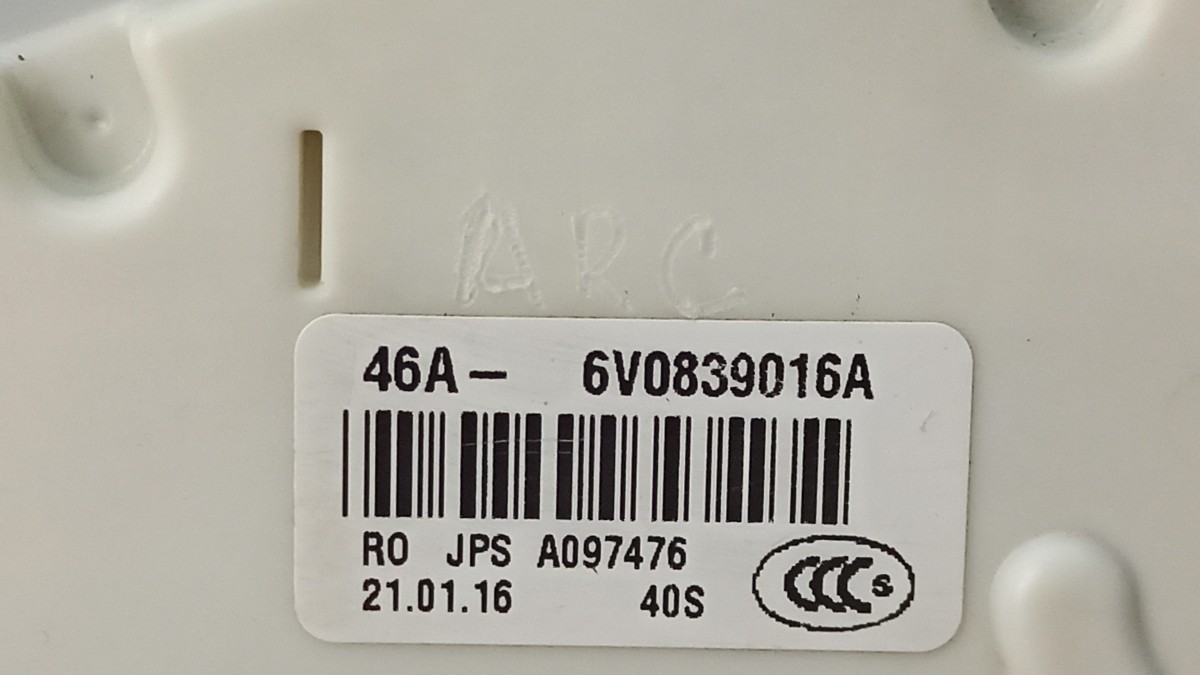 ARC
46A- 6V0839016A
RO JPS A097476
21.01.16 40S
CCC S